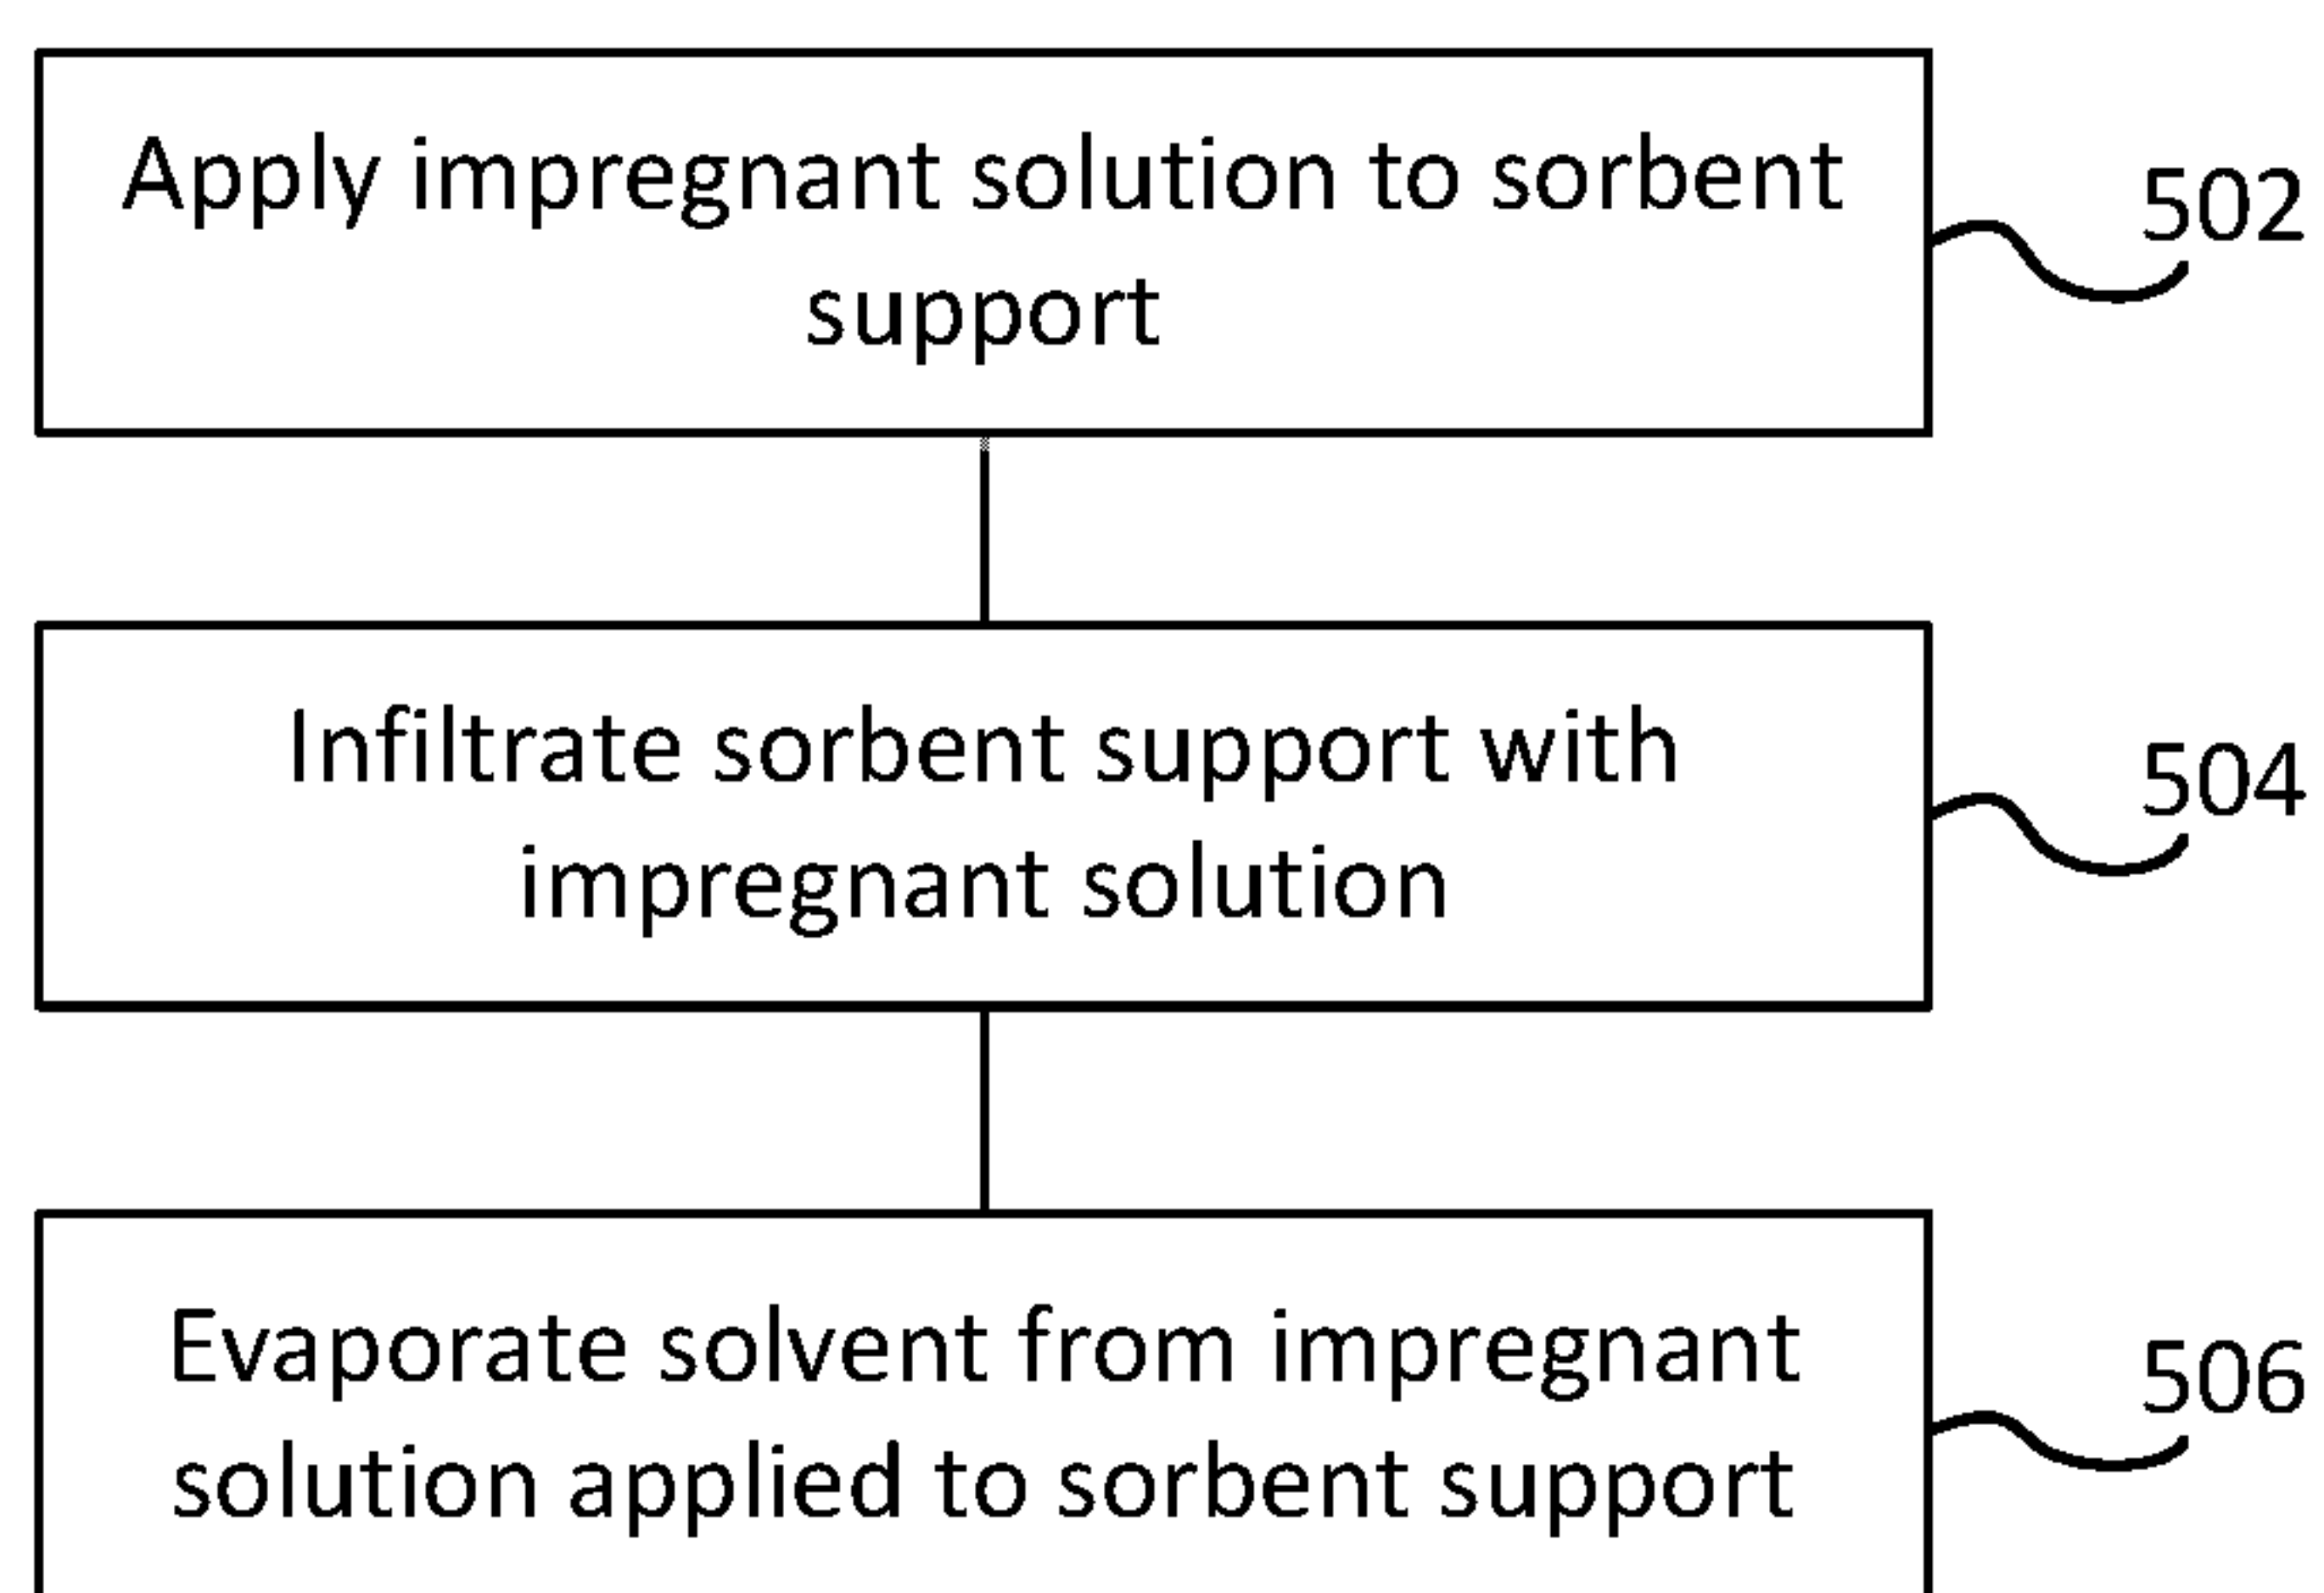 Apply impregnant solution to sorbent
support
502
Infiltrate sorbent support with
impregnant solution
504
Evaporate solvent from impregnant
solution applied to sorbent support
506